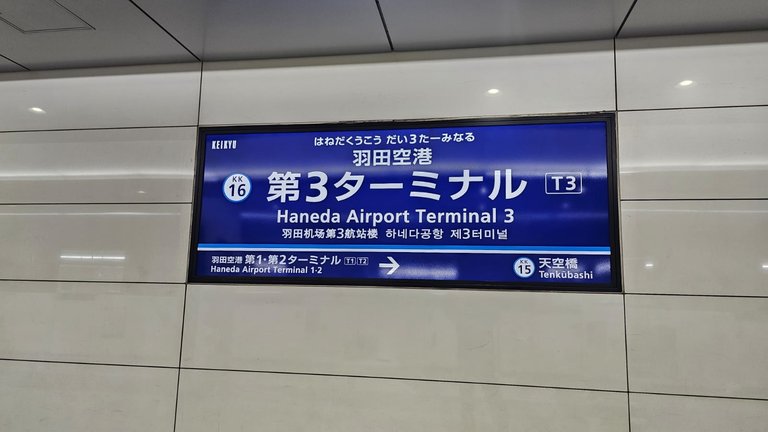 KEIKYU
はねだくうこう だい3たーみなる
羽田空港
KK
16
第3ターミナル T3
Haneda Airport Terminal 3
羽田机场第3航站楼 하네다공항 제3터미널
羽田空港 第1・第2ターミナル T1 T2 →
Haneda Airport Terminal 1·2
KK
15
天空橋
Tenkūbashi